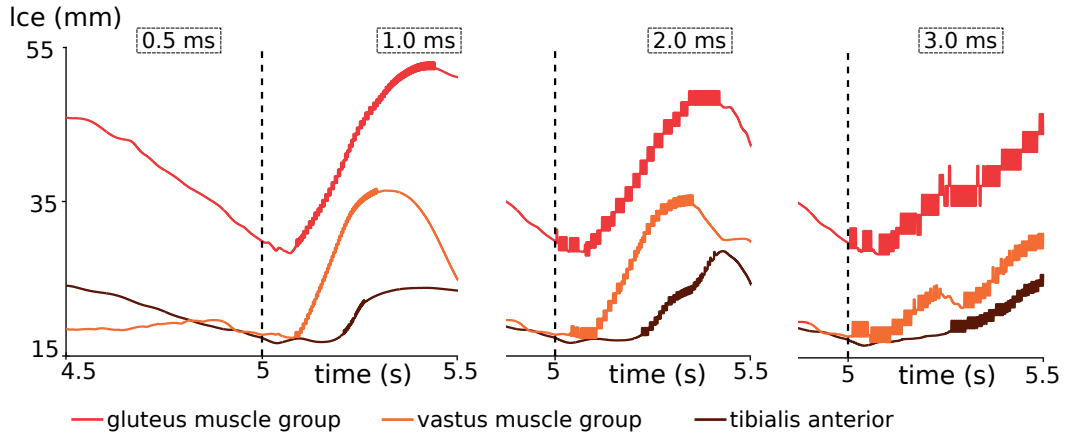 lce (mm)
0.5 ms 1.0 ms 2.0 ms 3.0 ms
55
35
15
4.5 5 time (s) 5.5 5 time (s) 5.5 5 time (s) 5.5
gluteus muscle group vastus muscle group tibialis anterior